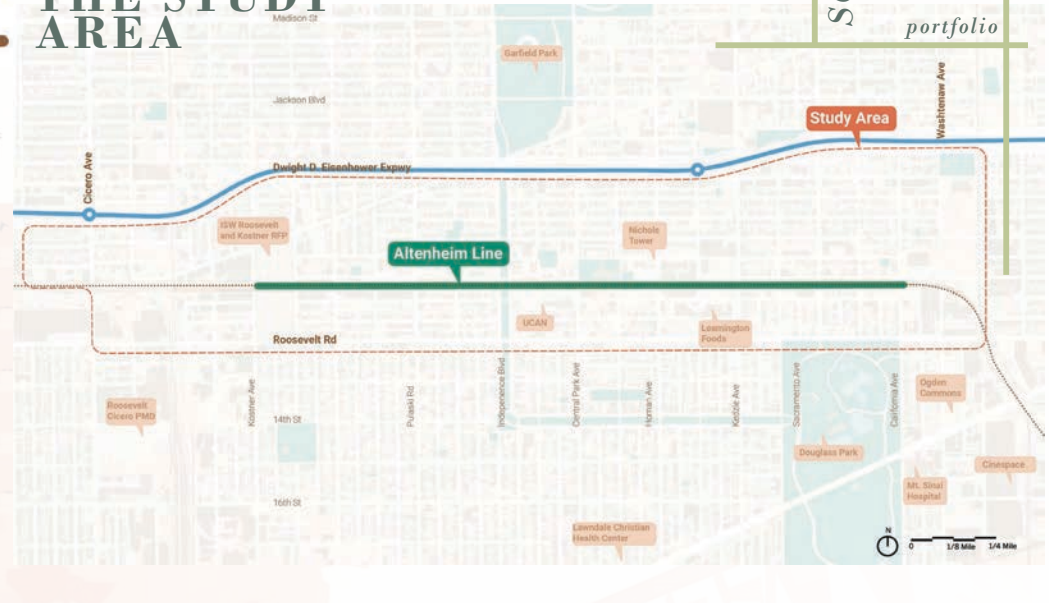 THE STUDY
AREA
SO
portfolio
Madison St
Garfield Park
Jackson Blvd
Washtenaw Ave
Study Area
Dwight D. Eisenhower Expwy
Cicero Ave
ISW Roosevelt
and Kostner RFP
Nichols
Tower
Altenheim Line
UCAN
Leamington
Foods
Roosevelt Rd
Roosevelt
Cicero PMD
Kostner Ave
Pulaski Rd
Independence Blvd
Central Park Ave
Homan Ave
Kedzie Ave
Sacramento Ave
California Ave
Ogden
Commons
14th St
Douglass Park
Cinespace
Mt. Sinai
Hospital
16th St
Lawndale Christian
Health Center
N
0 1/8 Mile 1/4 Mile